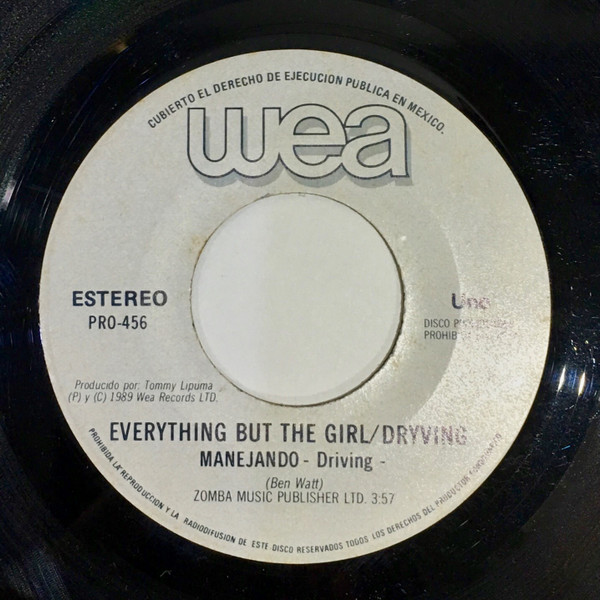 CUBIERTO EL DERECHO DE EJECUCION PUBLICA EN MEXICO.
wea
ESTEREO
PRO-456
Uno
DISCO
PROHIB
Producido por: Tommy Lipuma
(P) y (C) 1989 Wea Records LTD.
EVERYTHING BUT THE GIRL/DRYVING
MANEJANDO - Driving -
(Ben Watt)
ZOMBA MUSIC PUBLISHER LTD. 3:57
PROHIBIDA LA REPRODUCCION Y LA RADIODIFUSION DE ESTE DISCO RESERVADOS TODOS LOS DERECHOS DEL PRODUCTOR FONOGRAFICO